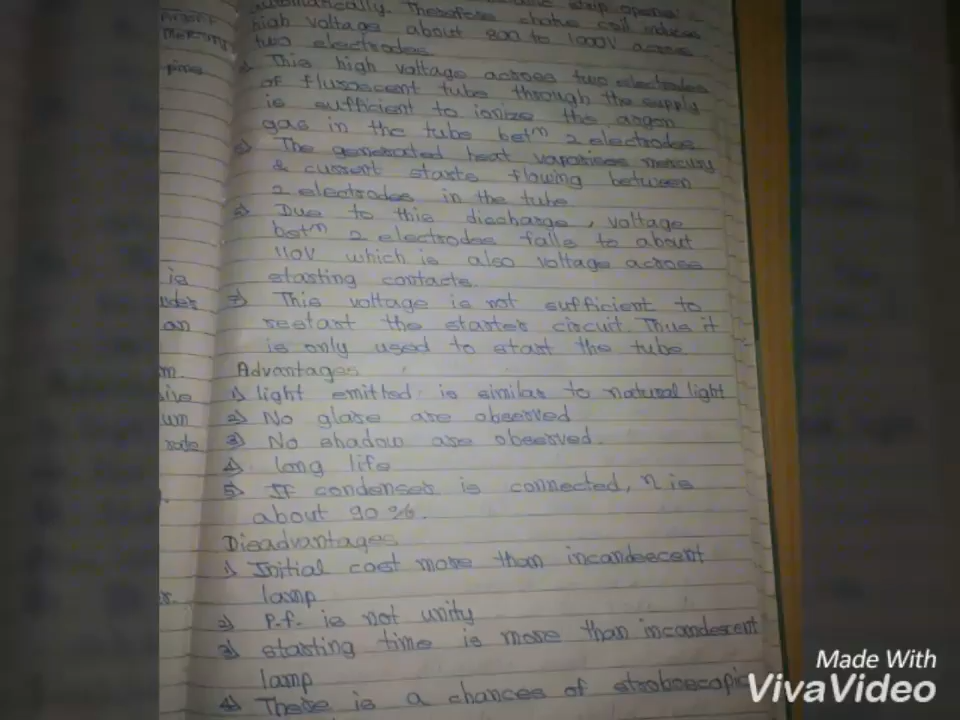 automatically. Therefore choke coil induces
high voltage about 800 to 1000V across
two electrodes
This high voltage across two electrodes
of flurescent tube through the supply
is sufficient to ionize the argon
gas in the tube betn 2 electrodes
The generated heat vaporises mercury
& current starts flowing between
2 electrodes in the tube
6) Due to this discharge, voltage
betn 2 electrodes falls to about
110V which is also voltage across
starting contacts.
7) This voltage is not sufficient to
restart the starter circuit. Thus it
is only used to start the tube
Advantages
1) light emitted is similar to natural light
2) No glare are observed
3) No shadow are observed.
4) long life
5) If condenser is connected, η is
about 90%.
Disadvantages
1) Initial cost more than incandescent
lamp
2) P.f. is not unity
3) starting time is more than incandescent
lamp
4) There is a chances of stroboscopic
Made With
VivaVideo